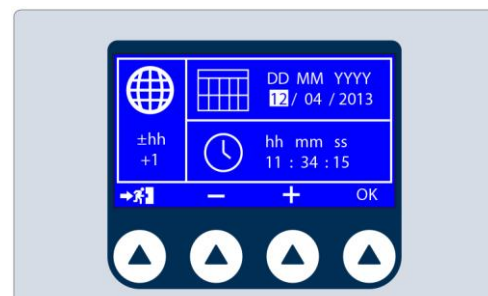 DD MM YYYY
12 / 04 / 2013
±hh
+1
hh mm ss
11 : 34 : 15
− + OK